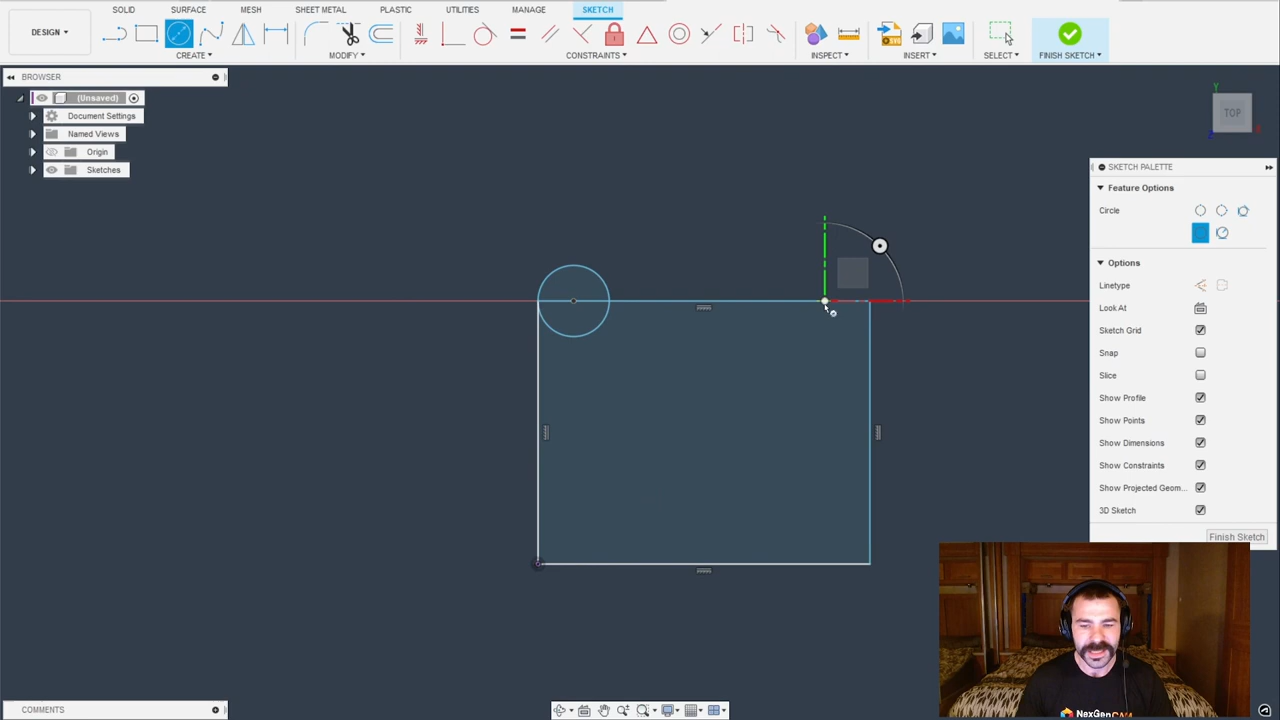 SOLID SURFACE MESH SHEET METAL PLASTIC UTILITIES MANAGE SKETCH
DESIGN
CREATE MODIFY CONSTRAINTS INSPECT INSERT SELECT FINISH SKETCH
BROWSER
(Unsaved)
Document Settings
Named Views
Origin
Sketches
Y
TOP
X
Z
SKETCH PALETTE
Feature Options
Circle
Options
Linetype
Look At
Sketch Grid
Snap
Slice
Show Profile
Show Points
Show Dimensions
Show Constraints
Show Projected Geom...
3D Sketch
Finish Sketch
COMMENTS
NexGenCAM